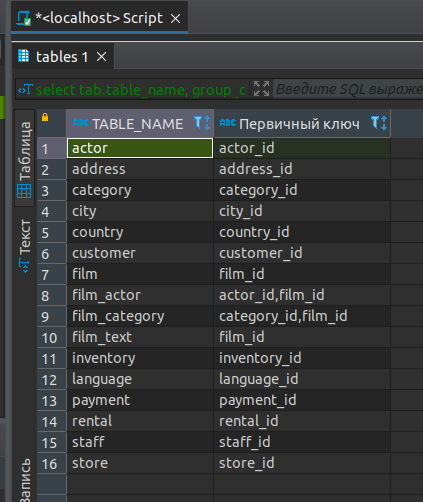 *<localhost> Script
tables 1
select tab.table_name, group_c
Введите SQL выраже
Таблица
Текст
Запись
TABLE_NAME Первичный ключ
1 actor actor_id
2 address address_id
3 category category_id
4 city city_id
5 country country_id
6 customer customer_id
7 film film_id
8 film_actor actor_id,film_id
9 film_category category_id,film_id
10 film_text film_id
11 inventory inventory_id
12 language language_id
13 payment payment_id
14 rental rental_id
15 staff staff_id
16 store store_id